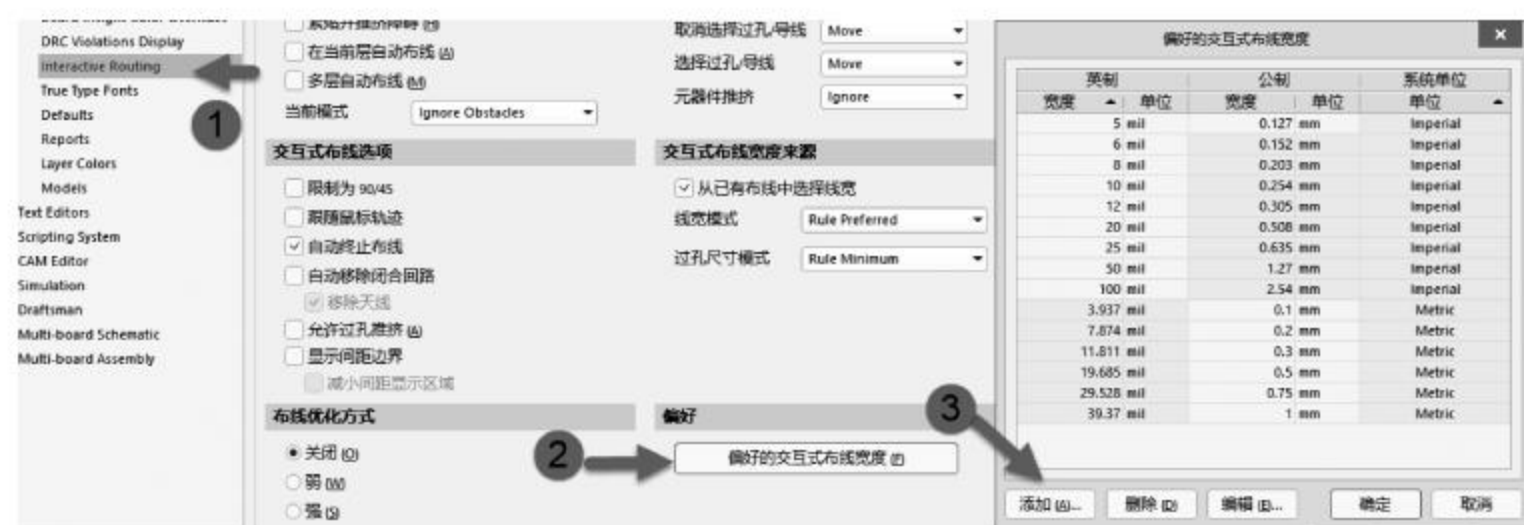 DRC Violations Display
Interactive Routing
True Type Fonts
Defaults
Reports
Layer Colors
Models
Text Editors
Scripting System
CAM Editor
Simulation
Draftsman
Multi-board Schematic
Multi-board Assembly
1
在当前层自动布线 (A)
多层自动布线 (M)
当前模式 Ignore Obstacles
交互式布线选项
限制为 90/45
跟随鼠标轨迹
自动终止布线
自动移除闭合回路
移除天线
允许过孔推挤 (A)
显示间距边界
减小间距显示区域
布线优化方式
关闭 (O)
弱 (W)
强 (S)
取消选择过孔/导线 Move
选择过孔/导线 Move
元器件推挤 Ignore
交互式布线宽度来源
从已有布线中选择线宽
线宽模式 Rule Preferred
过孔尺寸模式 Rule Minimum
偏好
2
偏好的交互式布线宽度 (F)
3
偏好的交互式布线宽度
英制 公制 系统单位
宽度 单位 宽度 单位 单位
5 mil 0.127 mm Imperial
6 mil 0.152 mm Imperial
8 mil 0.203 mm Imperial
10 mil 0.254 mm Imperial
12 mil 0.305 mm Imperial
20 mil 0.508 mm Imperial
25 mil 0.635 mm Imperial
50 mil 1.27 mm Imperial
100 mil 2.54 mm Imperial
3.937 mil 0.1 mm Metric
7.874 mil 0.2 mm Metric
11.811 mil 0.3 mm Metric
19.685 mil 0.5 mm Metric
29.528 mil 0.75 mm Metric
39.37 mil 1 mm Metric
添加 (A)... 删除 (D) 编辑 (E)... 确定 取消